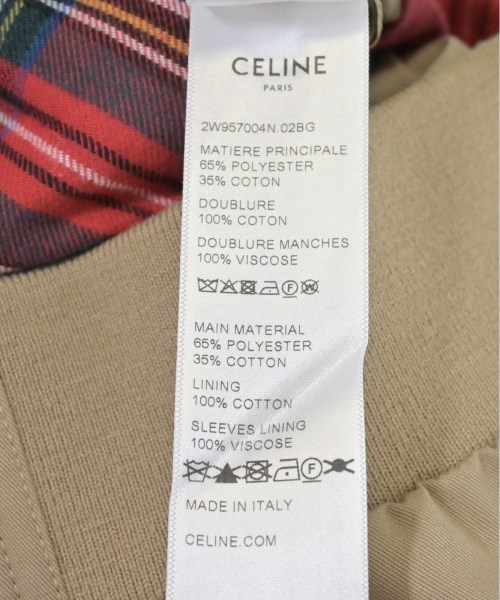 CELINE
PARIS
2W957004N.02BG
MATIERE PRINCIPALE
65% POLYESTER
35% COTON
DOUBLURE
100% COTON
DOUBLURE MANCHES
100% VISCOSE
F W
MAIN MATERIAL
65% POLYESTER
35% COTTON
LINING
100% COTTON
SLEEVES LINING
100% VISCOSE
F
MADE IN ITALY
CELINE.COM